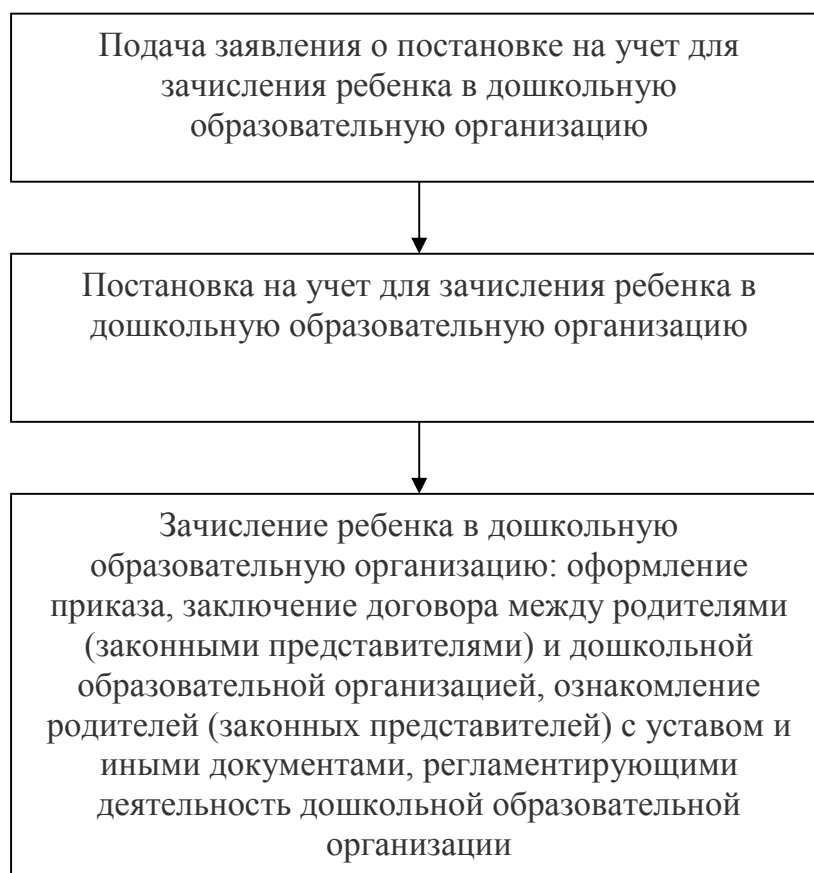 Подача заявления о постановке на учет для
зачисления ребенка в дошкольную
образовательную организацию
Постановка на учет для зачисления ребенка в
дошкольную образовательную организацию
Зачисление ребенка в дошкольную
образовательную организацию: оформление
приказа, заключение договора между родителями
(законными представителями) и дошкольной
образовательной организацией, ознакомление
родителей (законных представителей) с уставом и
иными документами, регламентирующими
деятельность дошкольной образовательной
организации